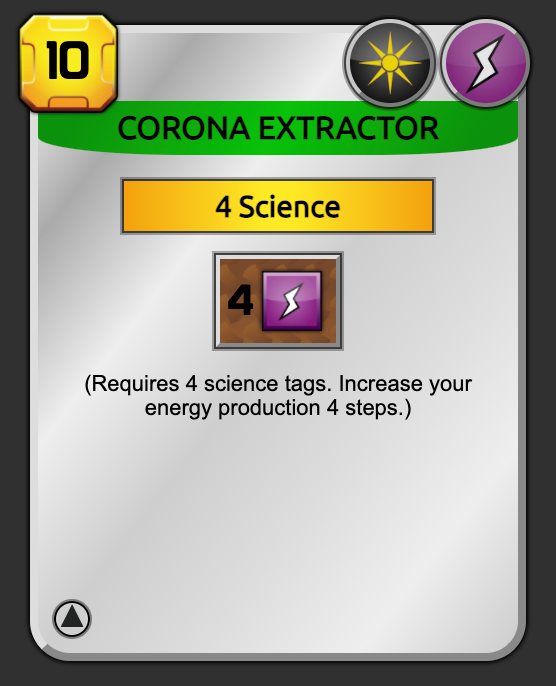 10
CORONA EXTRACTOR
4 Science
4
(Requires 4 science tags. Increase your
energy production 4 steps.)